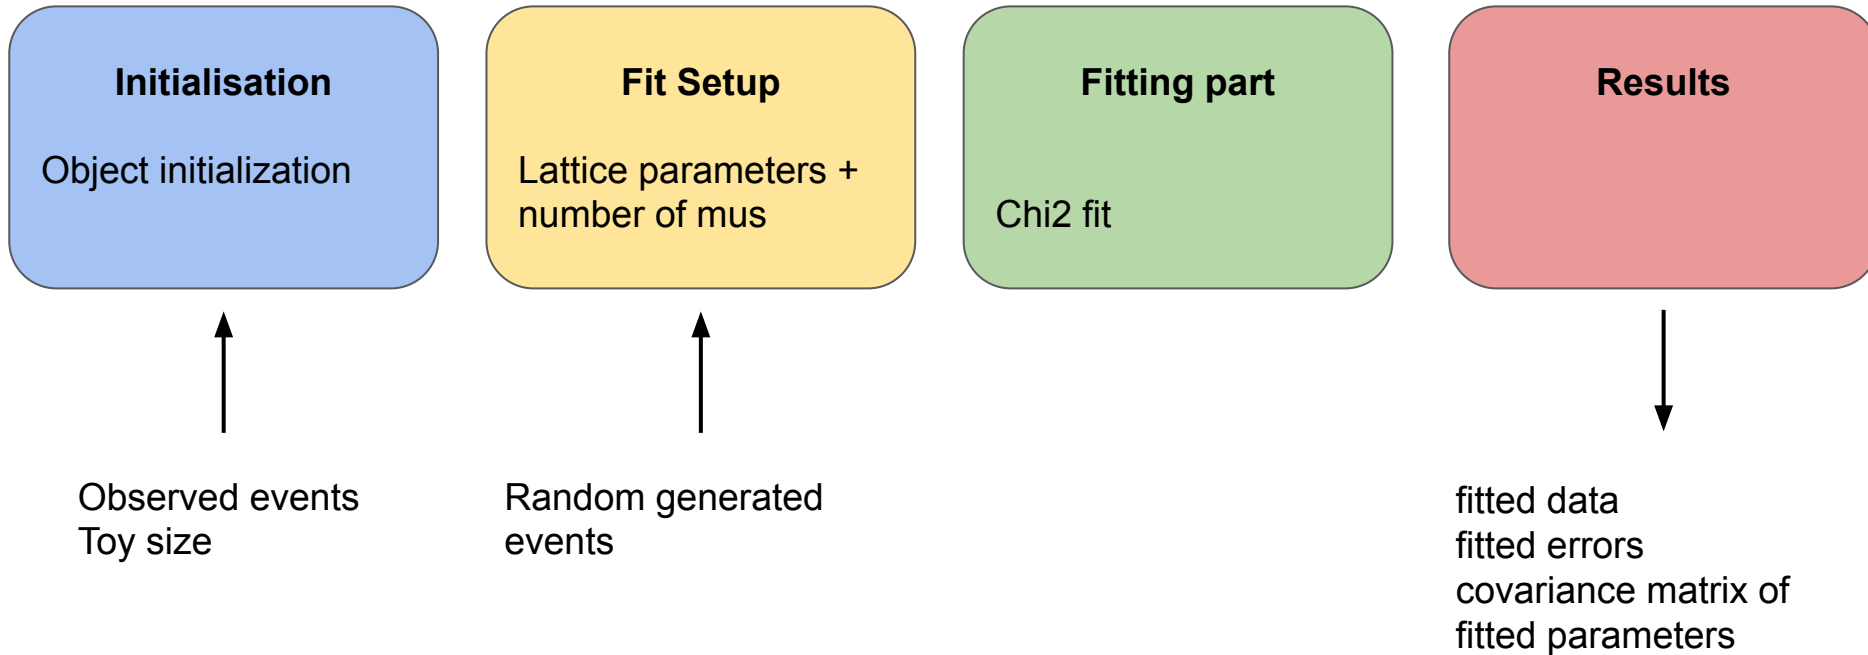 Initialisation
Object initialization
Fit Setup
Lattice parameters +
number of mus
Fitting part
Chi2 fit
Results
Observed events
Toy size
Random generated
events
fitted data
fitted errors
covariance matrix of
fitted parameters